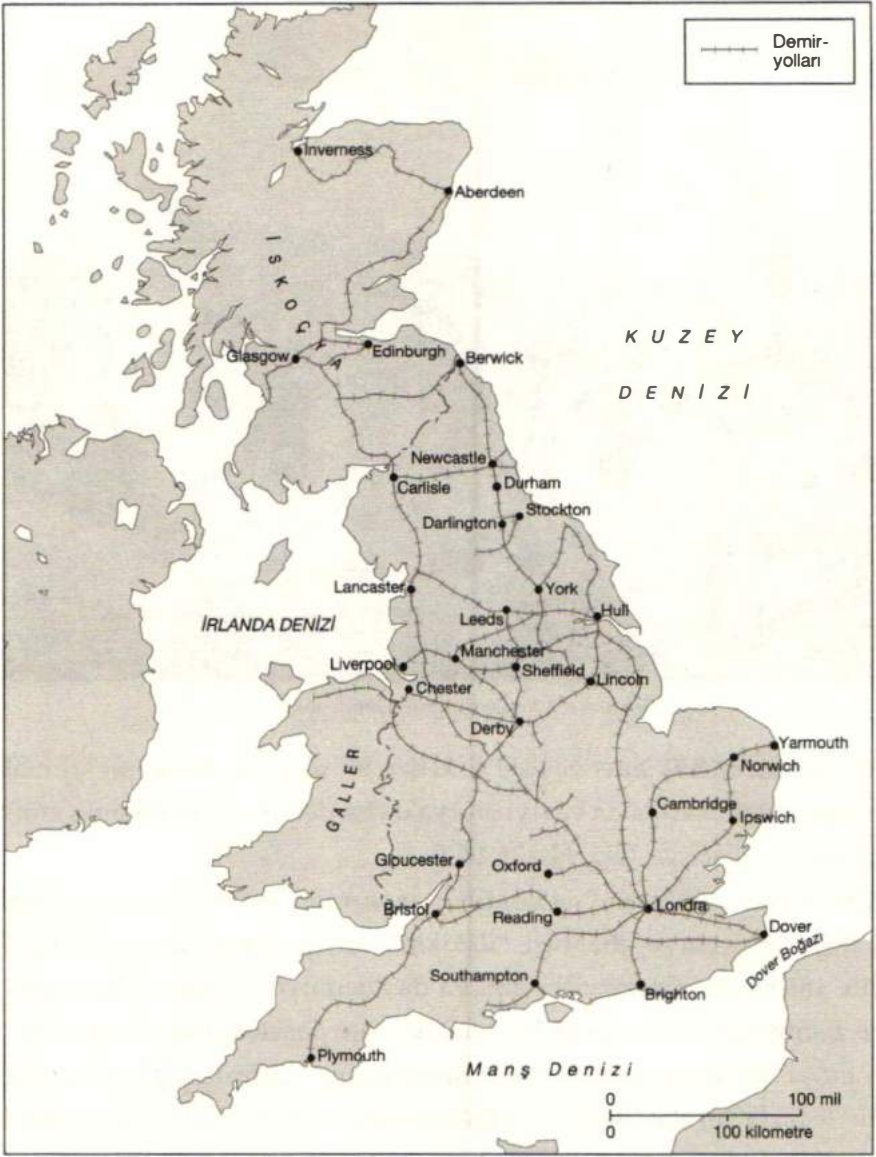 Demir-
yolları
Inverness
Aberdeen
İSKOÇYA
KUZEY
DENİZİ
Glasgow
Edinburgh
Berwick
Newcastle
Carlisle
Durham
Stockton
Darlington
Lancaster
York
Leeds
Hull
İRLANDA DENİZİ
Manchester
Liverpool
Sheffield
Lincoln
Chester
Derby
Yarmouth
Norwich
GALLER
Cambridge
Ipswich
Gloucester
Oxford
Bristol
Reading
Londra
Dover
Dover Boğazı
Southampton
Brighton
Plymouth
Manş Denizi
0 100 mil
0 100 kilometre